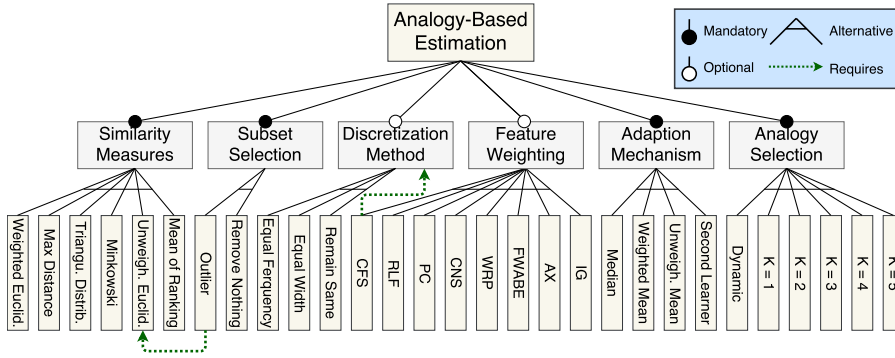 Analogy-Based
Estimation
Mandatory
Alternative
Optional
Requires
Similarity
Measures
Subset
Selection
Discretization
Method
Feature
Weighting
Adaption
Mechanism
Analogy
Selection
Weighted Euclid.
Max Distance
Triangu. Distrib.
Minkowski
Unweigh. Euclid.
Mean of Ranking
Outlier
Remove Nothing
Equal Ferquency
Equal Width
Remain Same
CFS
RLF
PC
CNS
WRP
FWABE
AX
IG
Median
Weighted Mean
Unweigh. Mean
Second Learner
Dynamic
K = 1
K = 2
K = 3
K = 4
K = 5